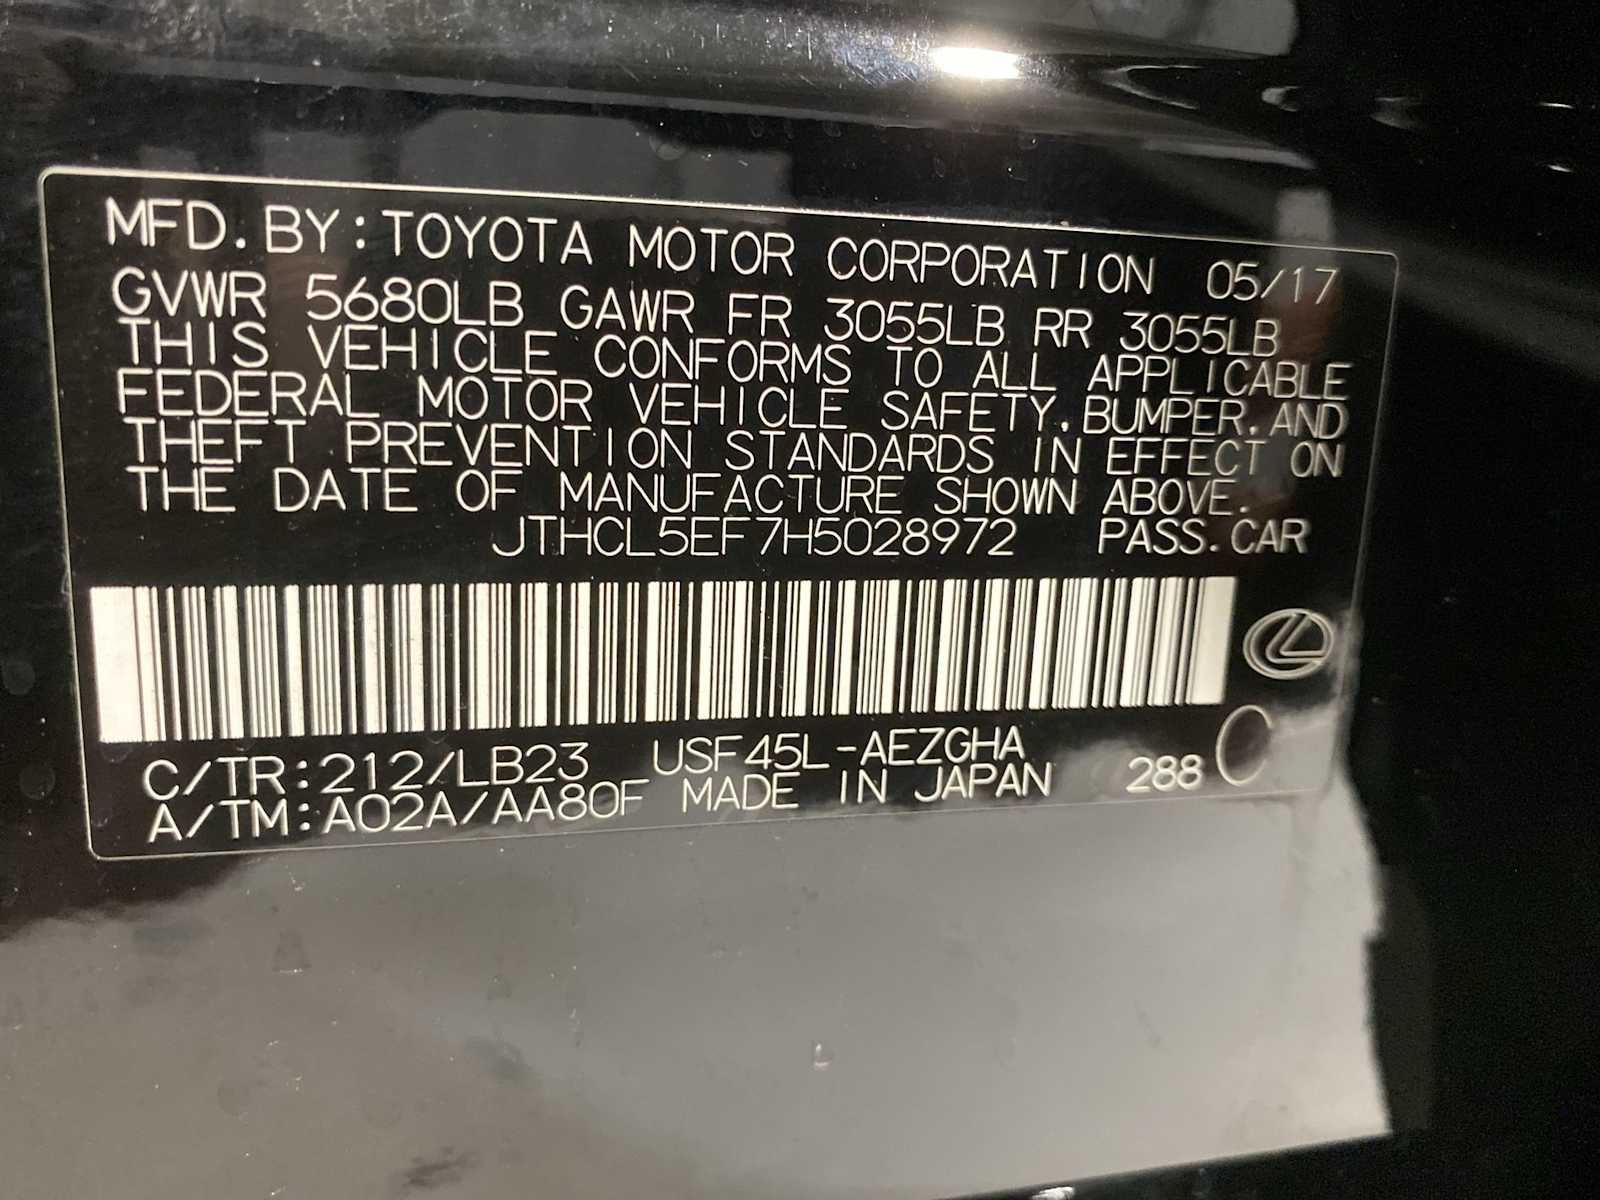 MFD. BY: TOYOTA MOTOR CORPORATION 05/17
GVWR 5680LB GAWR FR 3055LB RR 3055LB
THIS VEHICLE CONFORMS TO ALL APPLICABLE
FEDERAL MOTOR VEHICLE SAFETY, BUMPER, AND
THEFT PREVENTION STANDARDS IN EFFECT ON
THE DATE OF MANUFACTURE SHOWN ABOVE.
JTHCL5EF7H5028972 PASS. CAR
C/TR:212/LB23 USF45L-AEZGHA
A/TM:A02A/AA80F MADE IN JAPAN 288 C